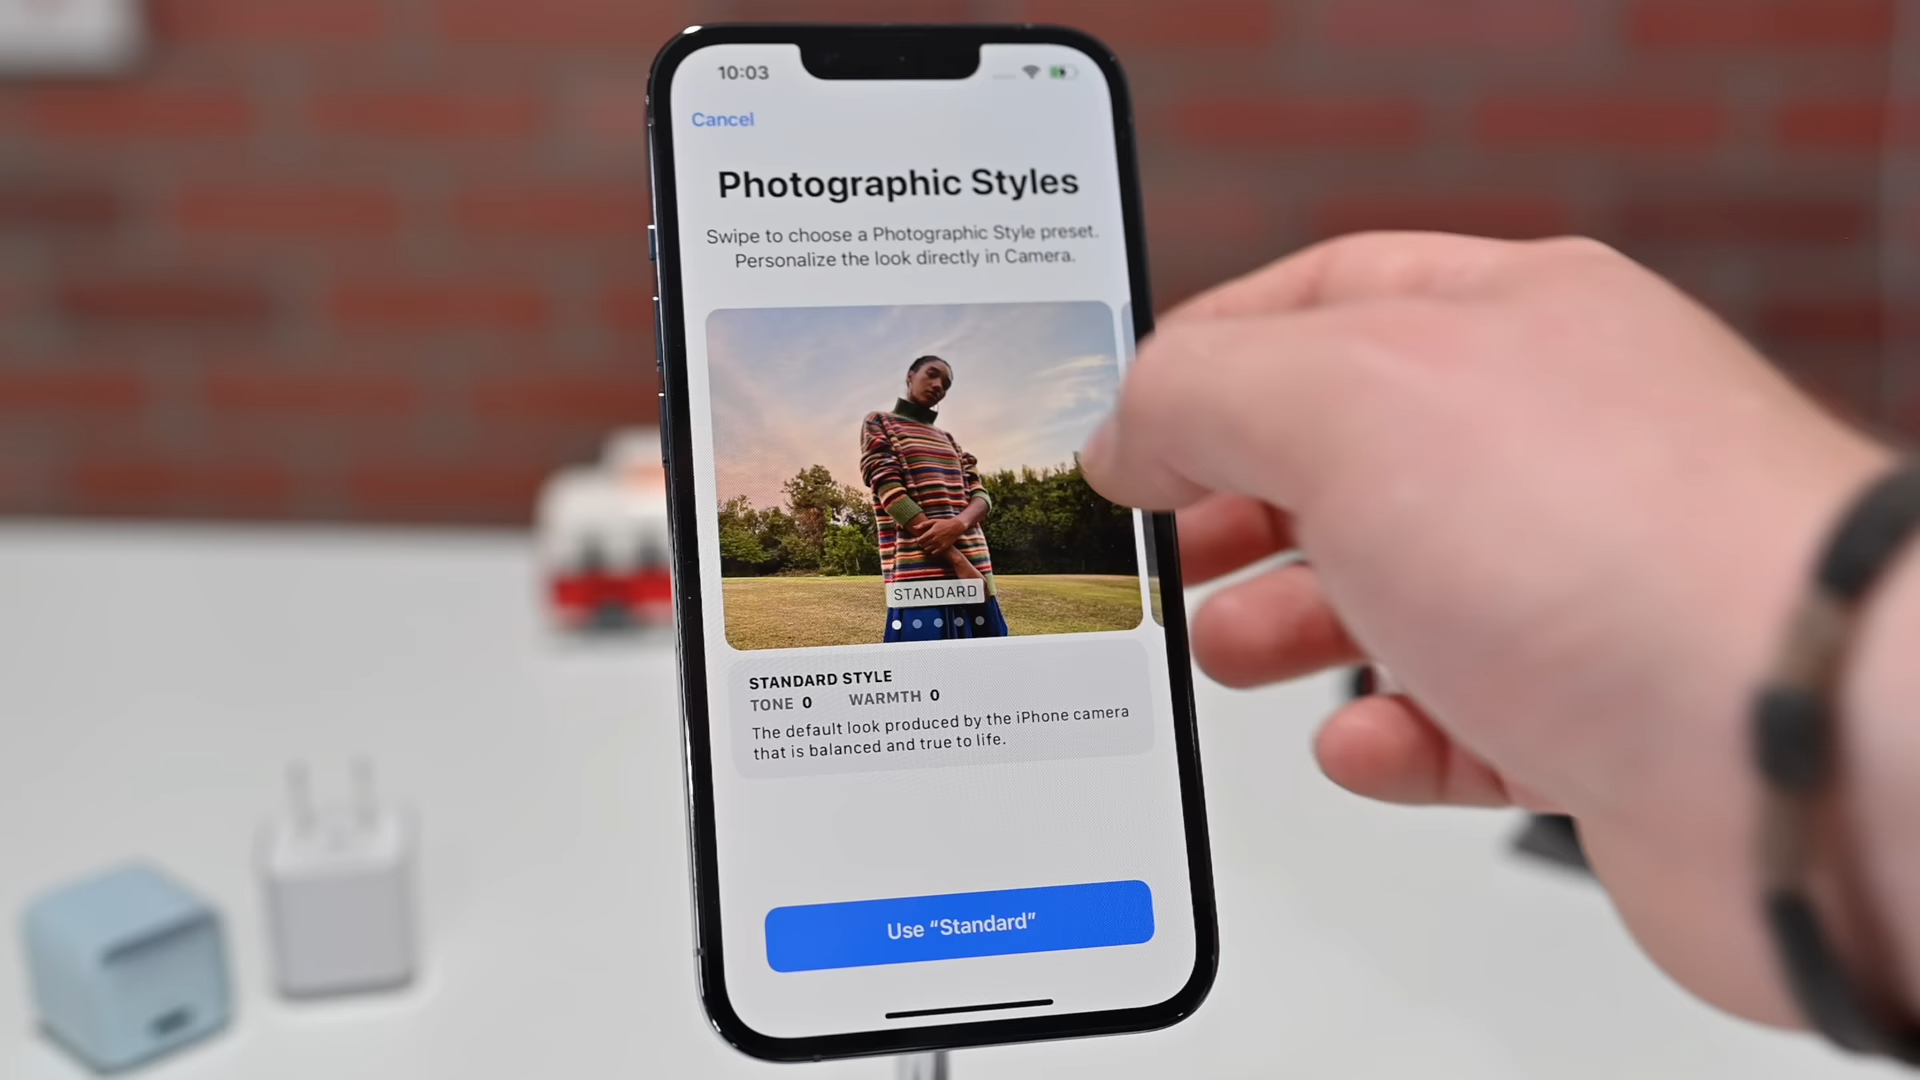 10:03
Cancel
Photographic Styles
Swipe to choose a Photographic Style preset.
Personalize the look directly in Camera.
STANDARD
STANDARD STYLE
TONE 0 WARMTH 0
The default look produced by the iPhone camera
that is balanced and true to life.
Use “Standard”